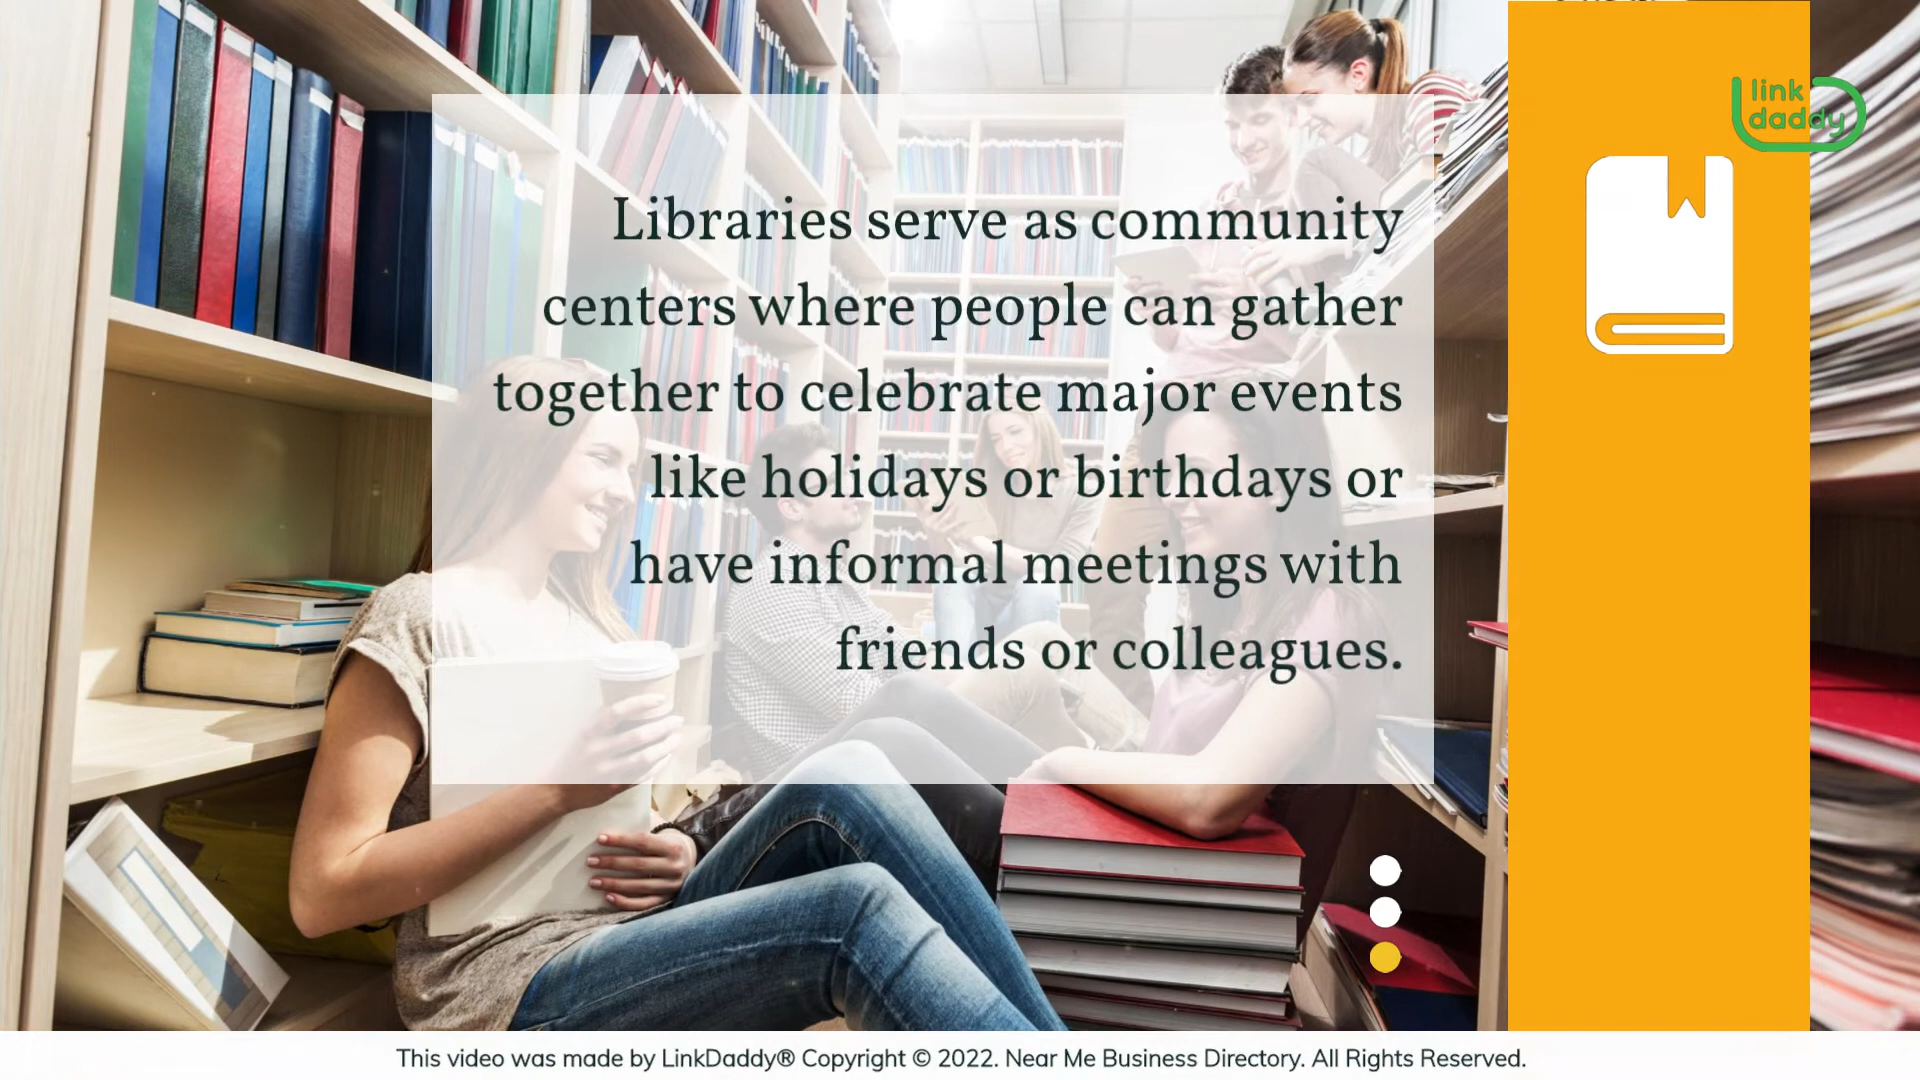 link
daddy
Libraries serve as community
centers where people can gather
together to celebrate major events
like holidays or birthdays or
have informal meetings with
friends or colleagues.
This video was made by LinkDaddy® Copyright © 2022. Near Me Business Directory. All Rights Reserved.